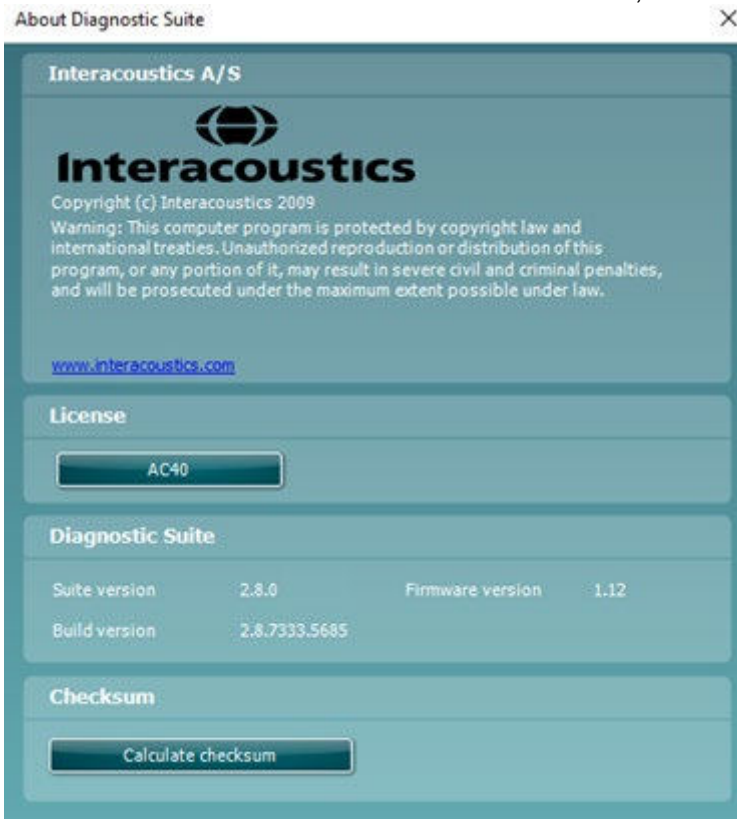 About Diagnostic Suite
Interacoustics A/S
Interacoustics
Copyright (c) Interacoustics 2009
Warning: This computer program is protected by copyright law and
international treaties. Unauthorized reproduction or distribution of this
program, or any portion of it, may result in severe civil and criminal penalties,
and will be prosecuted under the maximum extent possible under law.
www.interacoustics.com
License
AC40
Diagnostic Suite
Suite version 2.8.0 Firmware version 1.12
Build version 2.8.7333.5685
Checksum
Calculate checksum